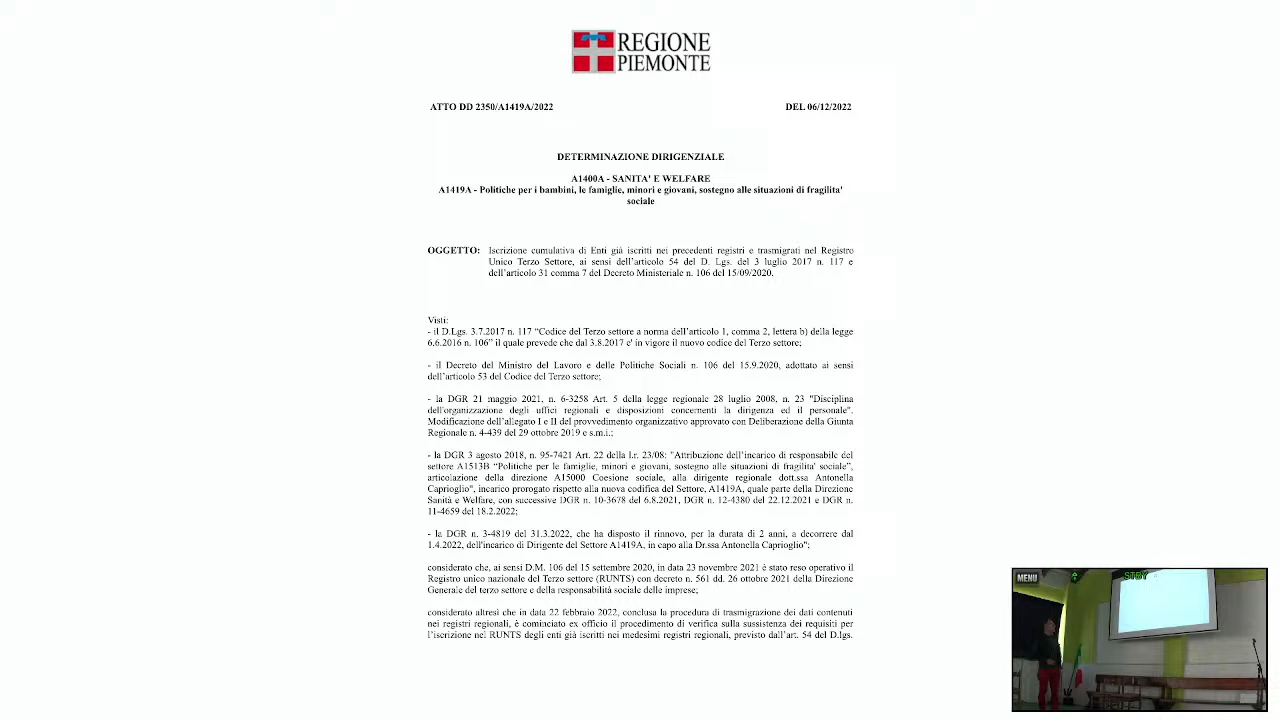 REGIONE
PIEMONTE
ATTO DD 2350/A1419A/2022 DEL 06/12/2022
DETERMINAZIONE DIRIGENZIALE
A1400A - SANITA' E WELFARE
A1419A - Politiche per i bambini, le famiglie, minori e giovani, sostegno alle situazioni di fragilita'
sociale
OGGETTO: Iscrizione cumulativa di Enti già iscritti nei precedenti registri e trasmigrati nel Registro
Unico Terzo Settore, ai sensi dell’articolo 54 del D. Lgs. del 3 luglio 2017 n. 117 e
dell’articolo 31 comma 7 del Decreto Ministeriale n. 106 del 15/09/2020.
Visti:
- il D.Lgs. 3.7.2017 n. 117 “Codice del Terzo settore a norma dell’articolo 1, comma 2, lettera b) della legge
6.6.2016 n. 106” il quale prevede che dal 3.8.2017 e' in vigore il nuovo codice del Terzo settore;
- il Decreto del Ministro del Lavoro e delle Politiche Sociali n. 106 del 15.9.2020, adottato ai sensi
dell’articolo 53 del Codice del Terzo settore;
- la DGR 21 maggio 2021, n. 6-3258 Art. 5 della legge regionale 28 luglio 2008, n. 23 "Disciplina
dell'organizzazione degli uffici regionali e disposizioni concernenti la dirigenza ed il personale".
Modificazione dell’allegato I e II del provvedimento organizzativo approvato con Deliberazione della Giunta
Regionale n. 4-439 del 29 ottobre 2019 e s.m.i.;
- la DGR 3 agosto 2018, n. 95-7421 Art. 22 della l.r. 23/08: "Attribuzione dell’incarico di responsabile del
settore A1513B “Politiche per le famiglie, minori e giovani, sostegno alle situazioni di fragilita' sociale”,
articolazione della direzione A15000 Coesione sociale, alla dirigente regionale dott.ssa Antonella
Caprioglio", incarico prorogato rispetto alla nuova codifica del Settore, A1419A, quale parte della Direzione
Sanità e Welfare, con successive DGR n. 10-3678 del 6.8.2021, DGR n. 12-4380 del 22.12.2021 e DGR n.
11-4659 del 18.2.2022;
- la DGR n. 3-4819 del 31.3.2022, che ha disposto il rinnovo, per la durata di 2 anni, a decorrere dal
1.4.2022, dell'incarico di Dirigente del Settore A1419A, in capo alla Dr.ssa Antonella Caprioglio";
considerato che, ai sensi D.M. 106 del 15 settembre 2020, in data 23 novembre 2021 è stato reso operativo il
Registro unico nazionale del Terzo settore (RUNTS) con decreto n. 561 dd. 26 ottobre 2021 della Direzione
Generale del terzo settore e della responsabilità sociale delle imprese;
considerato altresì che in data 22 febbraio 2022, conclusa la procedura di trasmigrazione dei dati contenuti
nei registri regionali, è cominciato ex officio il procedimento di verifica sulla sussistenza dei requisiti per
l’iscrizione nel RUNTS degli enti già iscritti nei medesimi registri regionali, previsto dall’art. 54 del D.lgs.
MENU
STBY